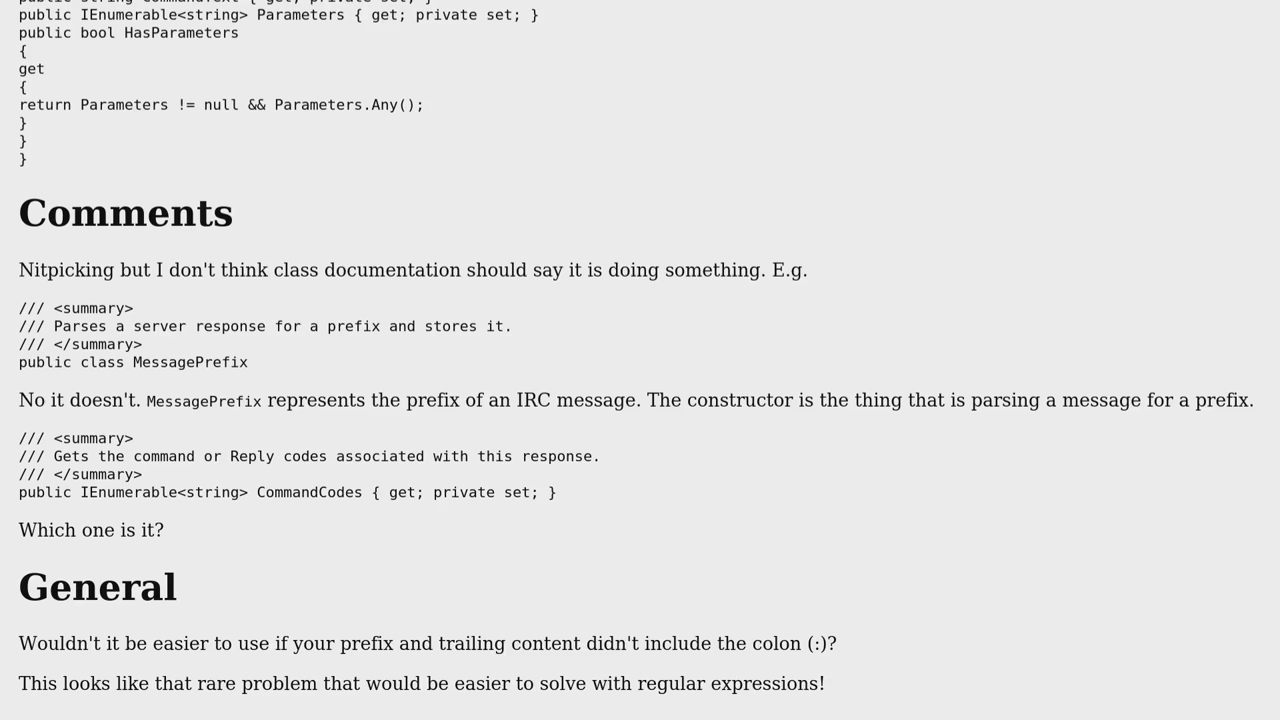 public string CommandText { get; private set; }
public IEnumerable<string> Parameters { get; private set; }
public bool HasParameters
{
get
{
return Parameters != null && Parameters.Any();
}
}
}
Comments
Nitpicking but I don't think class documentation should say it is doing something. E.g.
/// <summary>
/// Parses a server response for a prefix and stores it.
/// </summary>
public class MessagePrefix
No it doesn't. MessagePrefix represents the prefix of an IRC message. The constructor is the thing that is parsing a message for a prefix.
/// <summary>
/// Gets the command or Reply codes associated with this response.
/// </summary>
public IEnumerable<string> CommandCodes { get; private set; }
Which one is it?
General
Wouldn't it be easier to use if your prefix and trailing content didn't include the colon (:)?
This looks like that rare problem that would be easier to solve with regular expressions!